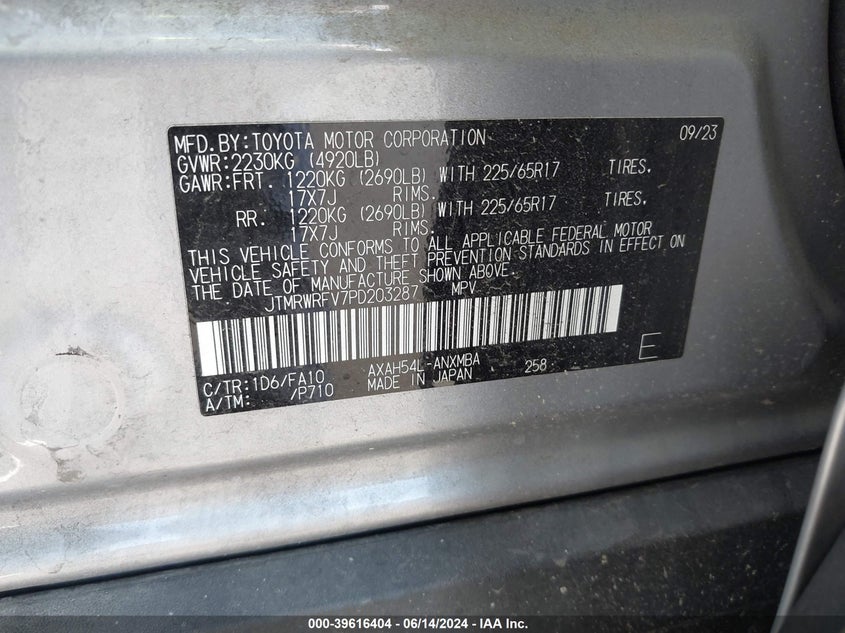 MFD.BY:TOYOTA MOTOR CORPORATION 09/23
GVWR:2230KG (4920LB)
GAWR:FRT. 1220KG (2690LB) WITH 225/65R17 TIRES,
17X7J RIMS.
RR. 1220KG (2690LB) WITH 225/65R17 TIRES,
17X7J RIMS.
THIS VEHICLE CONFORMS TO ALL APPLICABLE FEDERAL MOTOR
VEHICLE SAFETY AND THEFT PREVENTION STANDARDS IN EFFECT ON
THE DATE OF MANUFACTURE SHOWN ABOVE.
JTMRWRFV7PD203287 MPV
E
C/TR:1D6/FA10 AXAH54L-ANXMBA 258
A/TM: /P710 MADE IN JAPAN
000-39616404 - 06/14/2024 - IAA Inc.